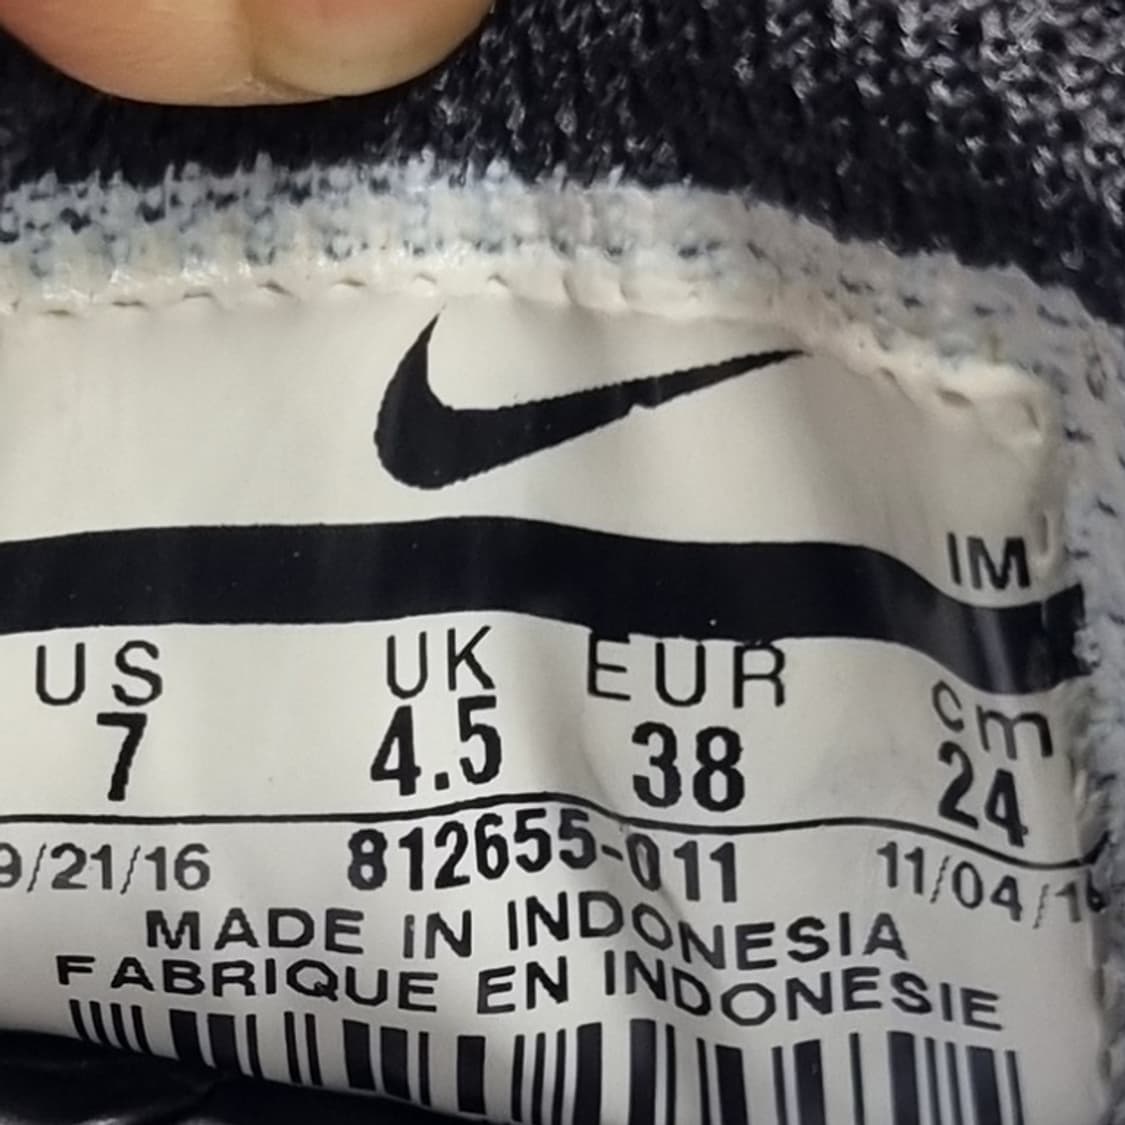 IM
US UK EUR cm
7 4.5 38 24
9/21/16 812655-011 11/04/16
MADE IN INDONESIA
FABRIQUE EN INDONESIE